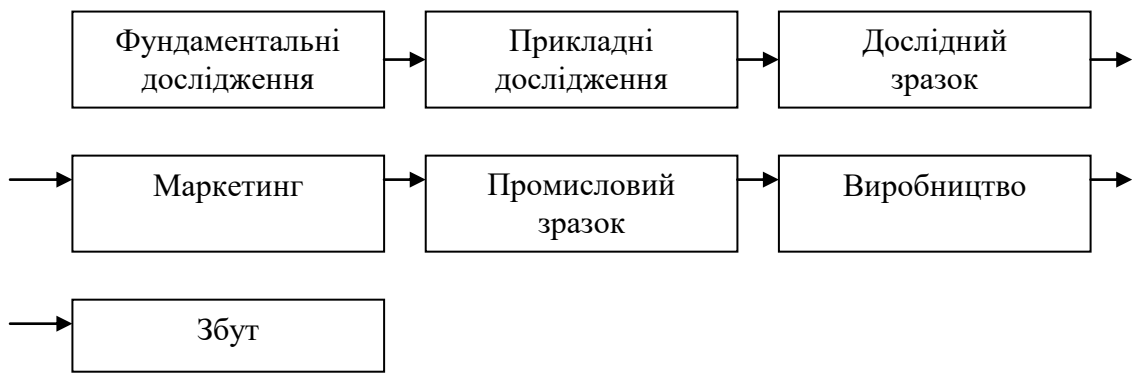 Фундаментальні
дослідження
Прикладні
дослідження
Дослідний
зразок
Маркетинг
Промисловий
зразок
Виробництво
Збут